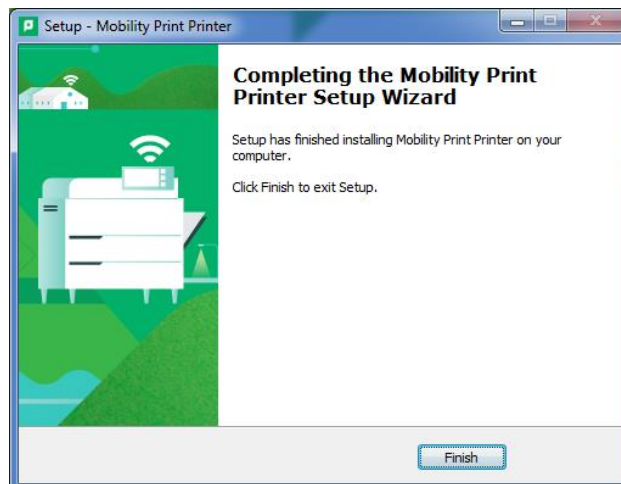 Setup - Mobility Print Printer
Completing the Mobility Print
Printer Setup Wizard
Setup has finished installing Mobility Print Printer on your
computer.
Click Finish to exit Setup.
Finish